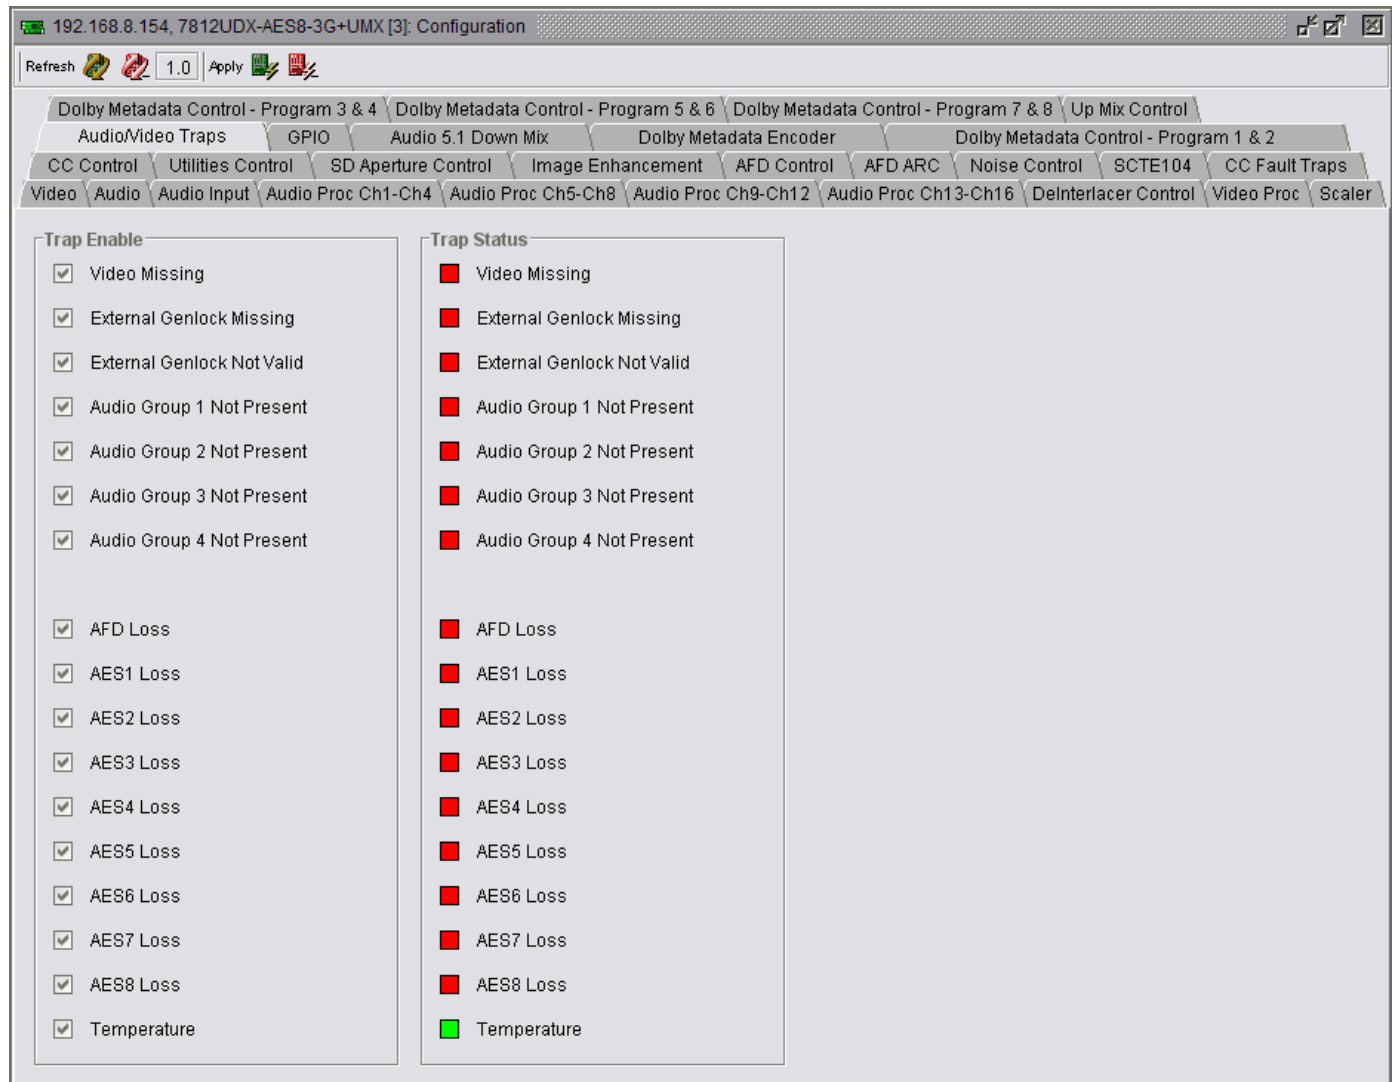 192.168.8.154, 7812UDX-AES8-3G+UMX [3]: Configuration
Refresh 1.0 Apply
Dolby Metadata Control - Program 3 & 4 Dolby Metadata Control - Program 5 & 6 Dolby Metadata Control - Program 7 & 8 Up Mix Control
Audio/Video Traps GPIO Audio 5.1 Down Mix Dolby Metadata Encoder Dolby Metadata Control - Program 1 & 2
CC Control Utilities Control SD Aperture Control Image Enhancement AFD Control AFD ARC Noise Control SCTE104 CC Fault Traps
Video Audio Audio Input Audio Proc Ch1-Ch4 Audio Proc Ch5-Ch8 Audio Proc Ch9-Ch12 Audio Proc Ch13-Ch16 DeInterlacer Control Video Proc Scaler
Trap Enable
Video Missing
External Genlock Missing
External Genlock Not Valid
Audio Group 1 Not Present
Audio Group 2 Not Present
Audio Group 3 Not Present
Audio Group 4 Not Present
AFD Loss
AES1 Loss
AES2 Loss
AES3 Loss
AES4 Loss
AES5 Loss
AES6 Loss
AES7 Loss
AES8 Loss
Temperature
Trap Status
Video Missing
External Genlock Missing
External Genlock Not Valid
Audio Group 1 Not Present
Audio Group 2 Not Present
Audio Group 3 Not Present
Audio Group 4 Not Present
AFD Loss
AES1 Loss
AES2 Loss
AES3 Loss
AES4 Loss
AES5 Loss
AES6 Loss
AES7 Loss
AES8 Loss
Temperature